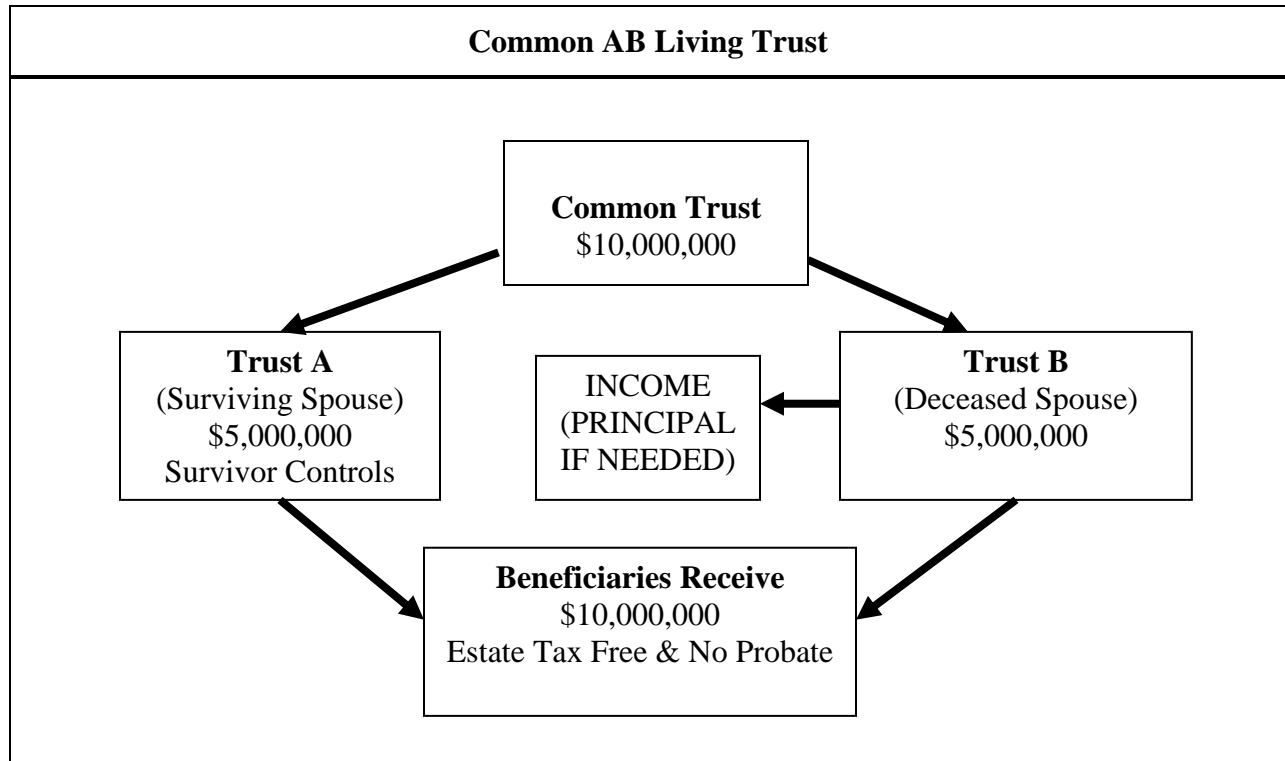 Common AB Living Trust
Common Trust
$10,000,000
Trust A
(Surviving Spouse)
$5,000,000
Survivor Controls
INCOME
(PRINCIPAL
IF NEEDED)
Trust B
(Deceased Spouse)
$5,000,000
Beneficiaries Receive
$10,000,000
Estate Tax Free & No Probate